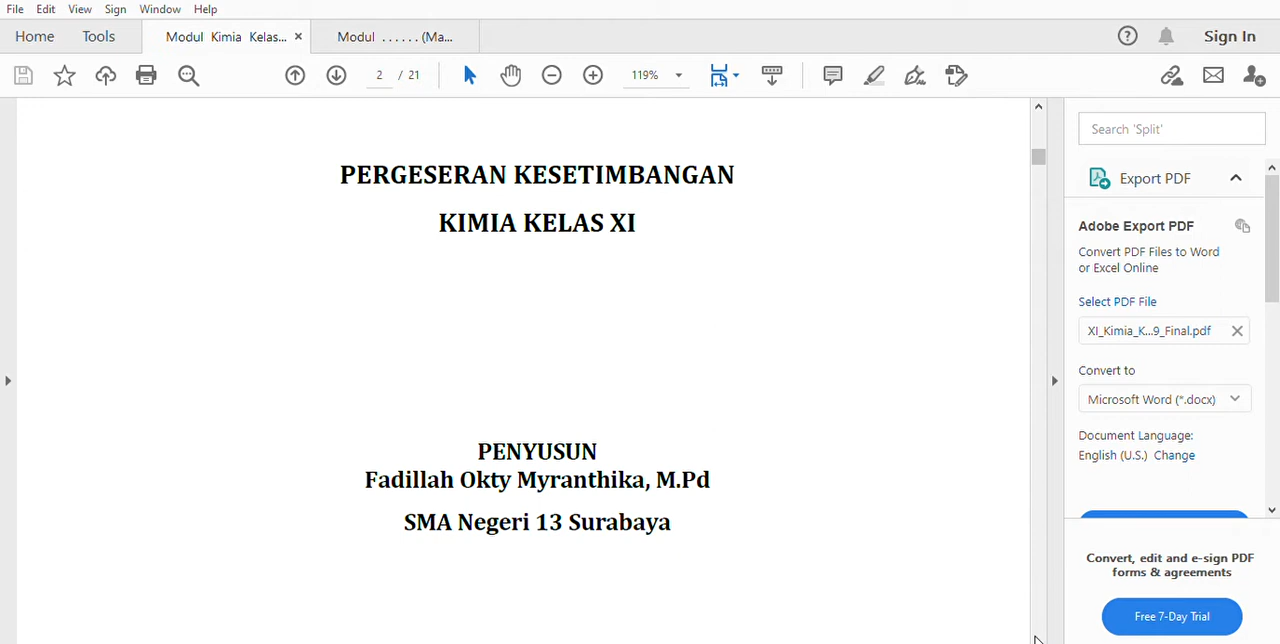 File Edit View Sign Window Help
Home Tools Modul Kimia Kelas... × Modul ......(Ma... Sign In
2 / 21 119%
PERGESERAN KESETIMBANGAN
KIMIA KELAS XI
PENYUSUN
Fadillah Okty Myranthika, M.Pd
SMA Negeri 13 Surabaya
Search 'Split'
Export PDF
Adobe Export PDF
Convert PDF Files to Word
or Excel Online
Select PDF File
XI_Kimia_K...9_Final.pdf
Convert to
Microsoft Word (*.docx)
Document Language:
English (U.S.) Change
Convert, edit and e-sign PDF
forms & agreements
Free 7-Day Trial